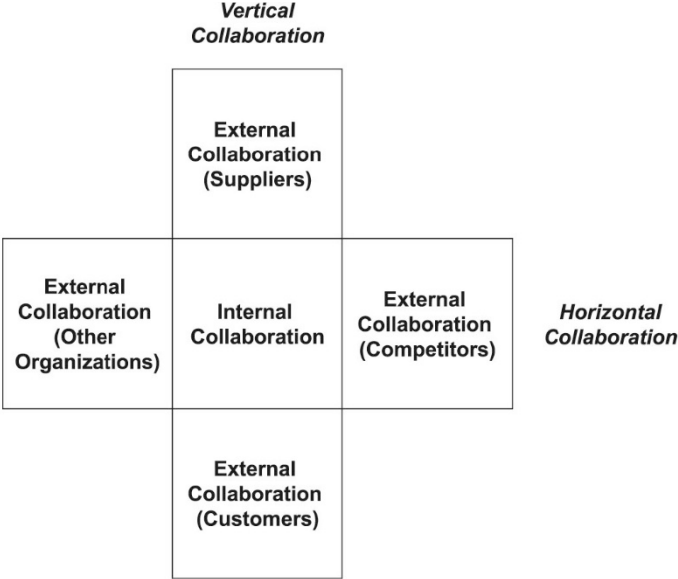 Vertical
Collaboration
External
Collaboration
(Suppliers)
External
Collaboration
(Other
Organizations)
Internal
Collaboration
External
Collaboration
(Competitors)
Horizontal
Collaboration
External
Collaboration
(Customers)